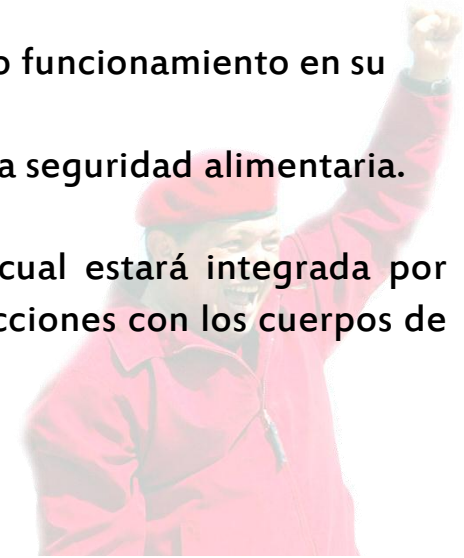 o funcionamiento en su
a seguridad alimentaria.
cual estará integrada por
cciones con los cuerpos de